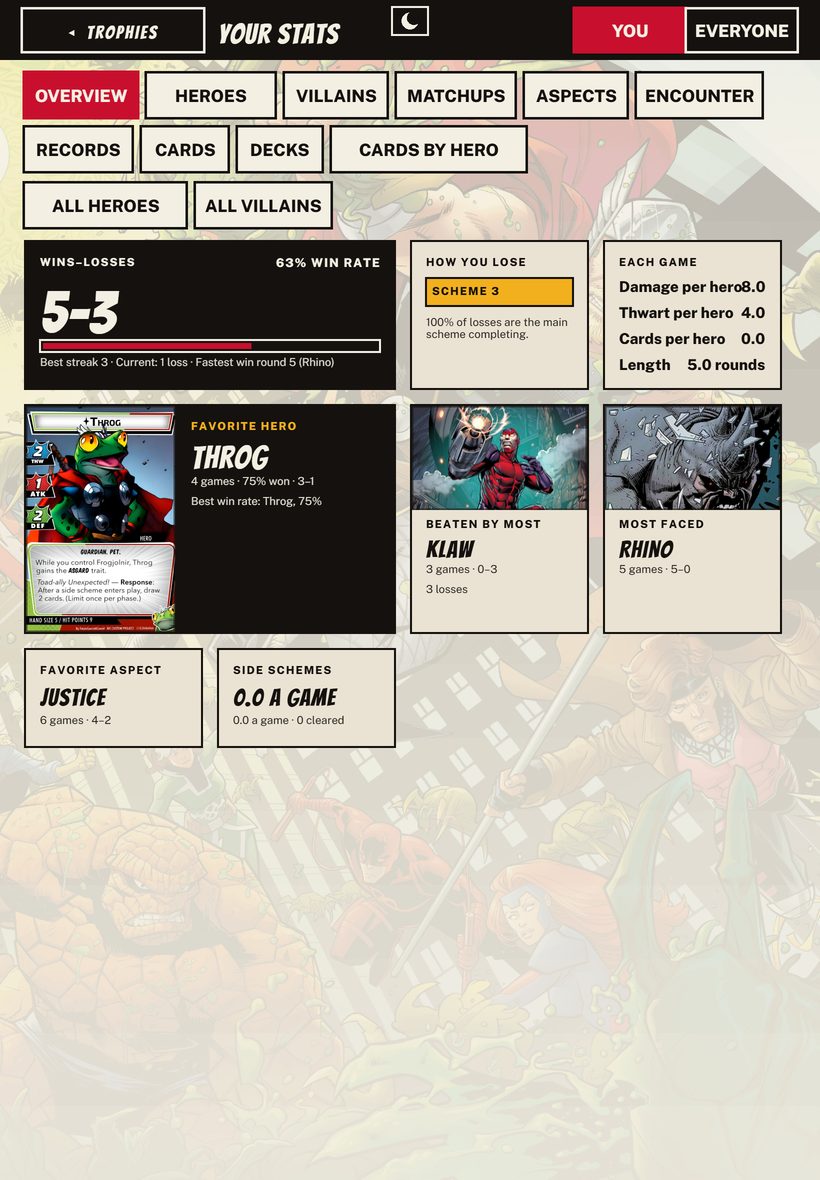 ◂ TROPHIES
YOUR STATS
YOU
EVERYONE
OVERVIEW
HEROES
VILLAINS
MATCHUPS
ASPECTS
ENCOUNTER
RECORDS
CARDS
DECKS
CARDS BY HERO
ALL HEROES
ALL VILLAINS
WINS–LOSSES
63% WIN RATE
5–3
Best streak 3 · Current: 1 loss · Fastest win round 5 (Rhino)
HOW YOU LOSE
SCHEME 3
100% of losses are the main
scheme completing.
EACH GAME
Damage per hero 8.0
Thwart per hero 4.0
Cards per hero 0.0
Length 5.0 rounds
THROG
2
THW
1
ATK
2
DEF
HERO
GUARDIAN. PET.
While you control Frogjolnir, Throg
gains the ASGARD trait.
Toad-ally Unexpected! — Response:
After a side scheme enters play, draw
2 cards. (Limit once per phase.)
HAND SIZE 5 / HIT POINTS 9
FAVORITE HERO
THROG
4 games · 75% won · 3–1
Best win rate: Throg, 75%
BEATEN BY MOST
KLAW
3 games · 0–3
3 losses
MOST FACED
RHINO
5 games · 5–0
FAVORITE ASPECT
JUSTICE
6 games · 4–2
SIDE SCHEMES
0.0 A GAME
0.0 a game · 0 cleared